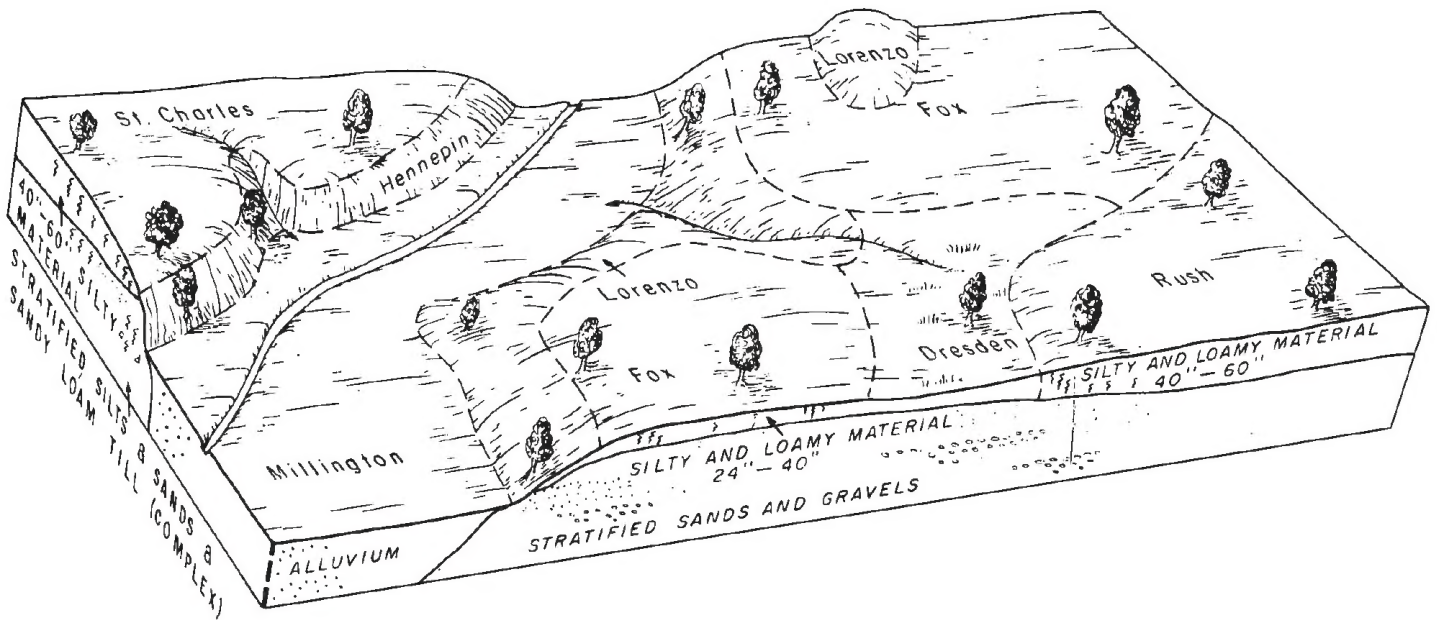 Lorenzo
St. Charles
Fox
Hennepin
Rush
Lorenzo
Dresden
Fox
Millington
SILTY AND LOAMY MATERIAL
40"-60"
SILTY AND LOAMY MATERIAL
24"-40"
STRATIFIED SANDS AND GRAVELS
ALLUVIUM
40"-60" SILTY
MATERIAL
STRATIFIED SILTS & SANDS &
SANDY LOAM TILL (COMPLEX)